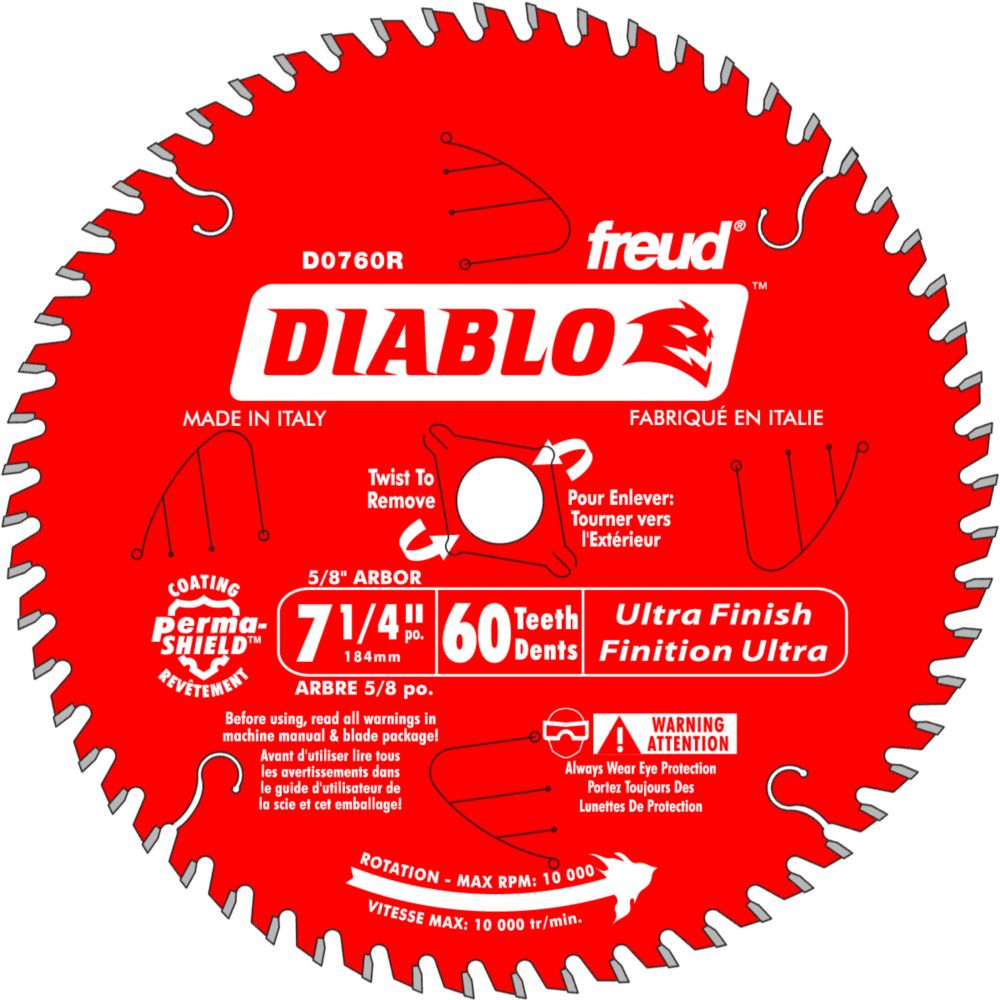 freud®
D0760R
DIABLO™
MADE IN ITALY
FABRIQUÉ EN ITALIE
Twist To
Remove
Pour Enlever:
Tourner vers
l'Extérieur
5/8" ARBOR
7 1/4" po.
184mm
60 Teeth
Dents
Ultra Finish
Finition Ultra
ARBRE 5/8 po.
COATING
Perma-
SHIELD™
REVÊTEMENT
Before using, read all warnings in
machine manual & blade package!
Avant d'utiliser lire tous
les avertissements dans
le guide d'utilisateur de
la scie et cet emballage!
WARNING
ATTENTION
Always Wear Eye Protection
Portez Toujours Des
Lunettes De Protection
ROTATION - MAX RPM: 10 000
VITESSE MAX: 10 000 tr/min.